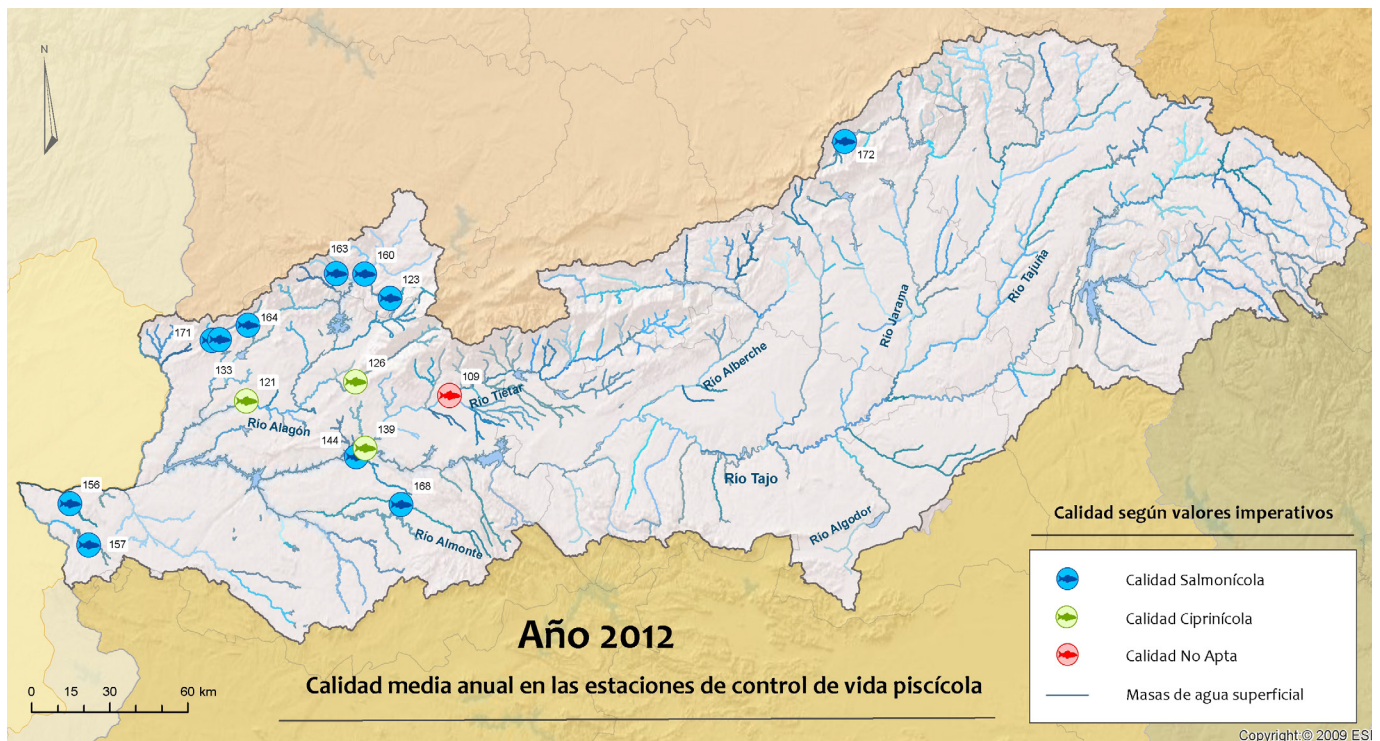 N
172
163
160
123
164
171
133
126
121
109
Río Tiétar
Río Alagón
144
139
156
157
168
Río Almonte
Río Alberche
Río Jarama
Río Tajuña
Río Tajo
Río Algodor
Año 2012
Calidad media anual en las estaciones de control de vida piscícola
0 15 30 60 km
Calidad según valores imperativos
Calidad Salmonícola
Calidad Ciprinícola
Calidad No Apta
Masas de agua superficial
Copyright:© 2009 ESI